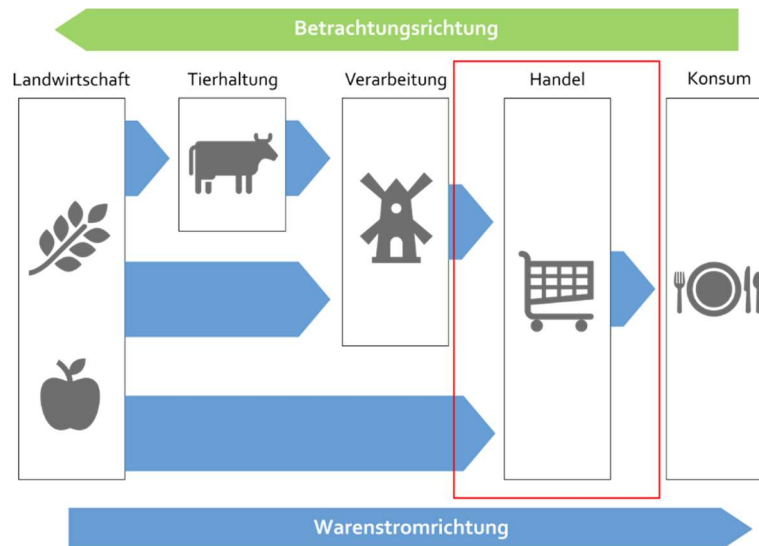 Betrachtungsrichtung
Landwirtschaft
Tierhaltung
Verarbeitung
Handel
Konsum
Warenstromrichtung